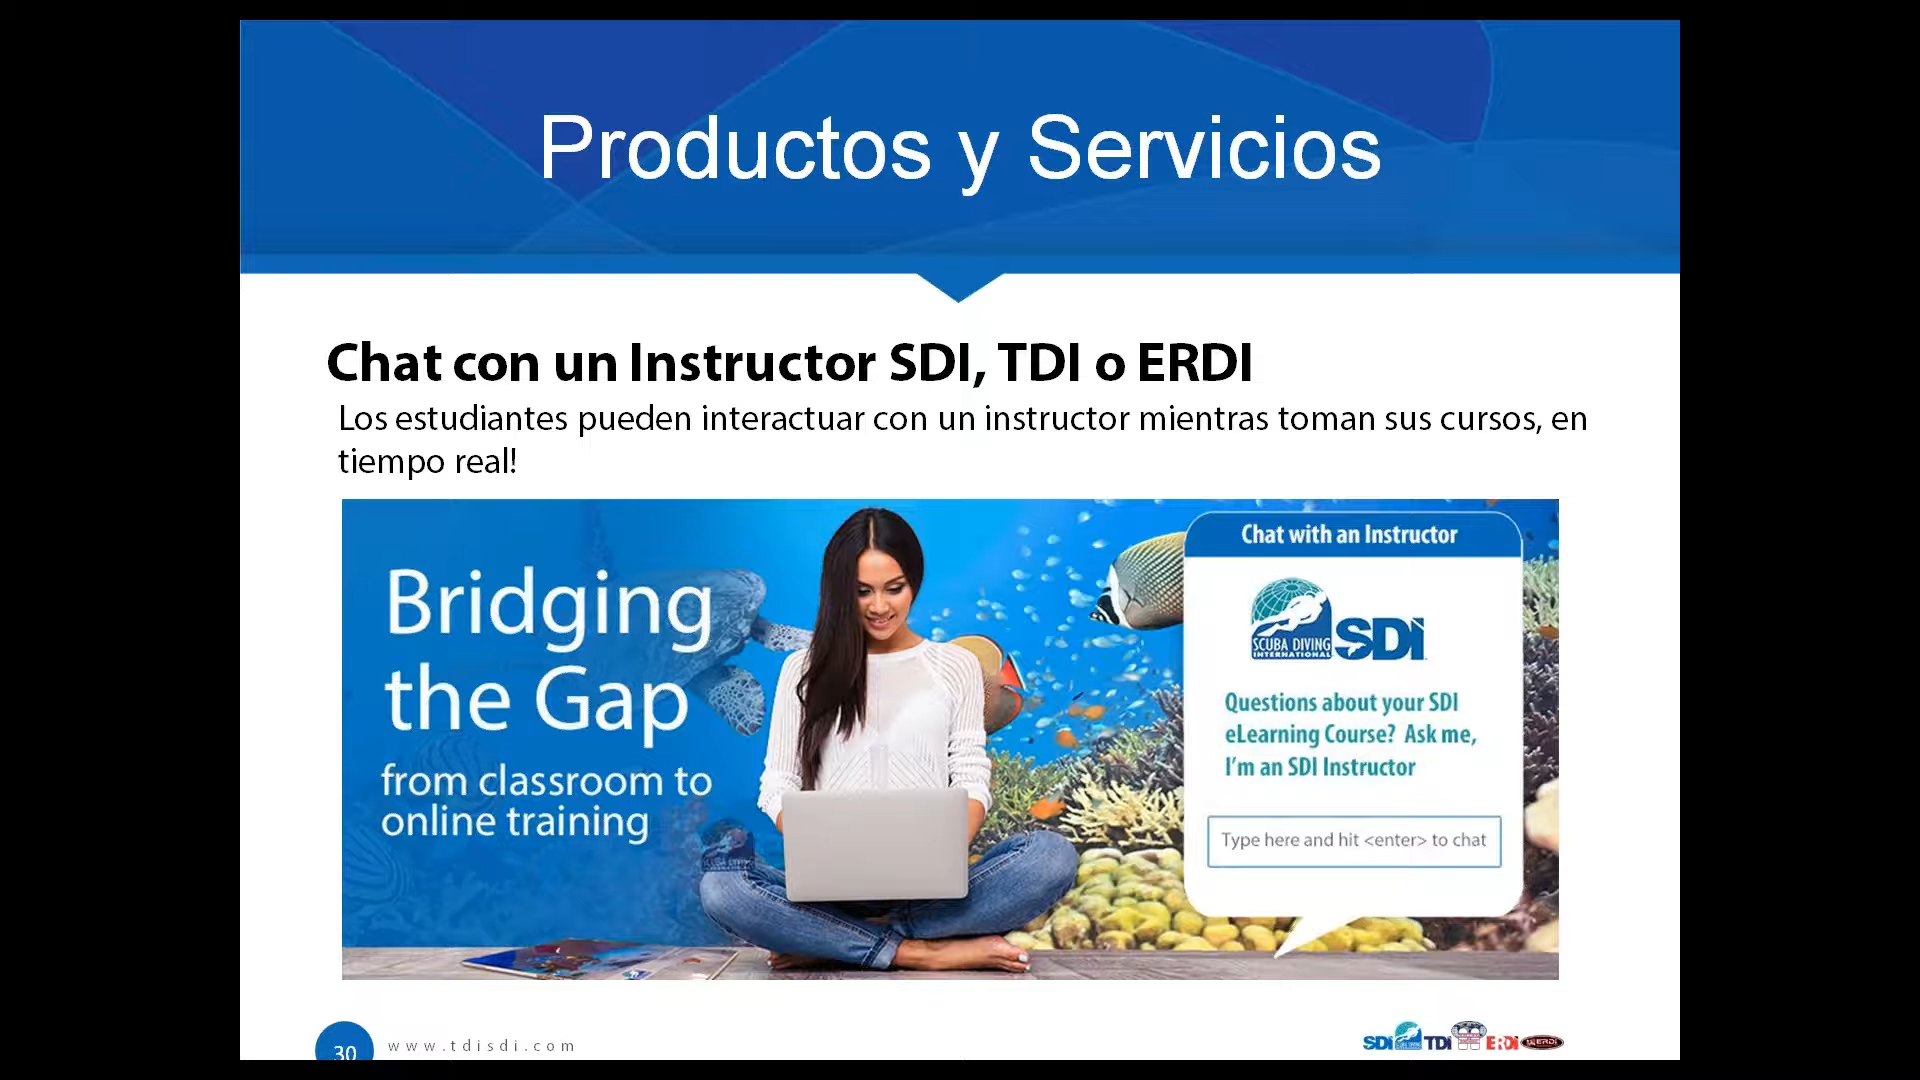 Productos y Servicios
Chat con un Instructor SDI, TDI o ERDI
Los estudiantes pueden interactuar con un instructor mientras toman sus cursos, en
tiempo real!
Bridging
the Gap
from classroom to
online training
Chat with an Instructor
SCUBA DIVING
INTERNATIONAL
SDI
Questions about your SDI
eLearning Course? Ask me,
I'm an SDI Instructor
Type here and hit <enter> to chat
30
www.tdisdi.com
SDI TDI ERDI ERDI